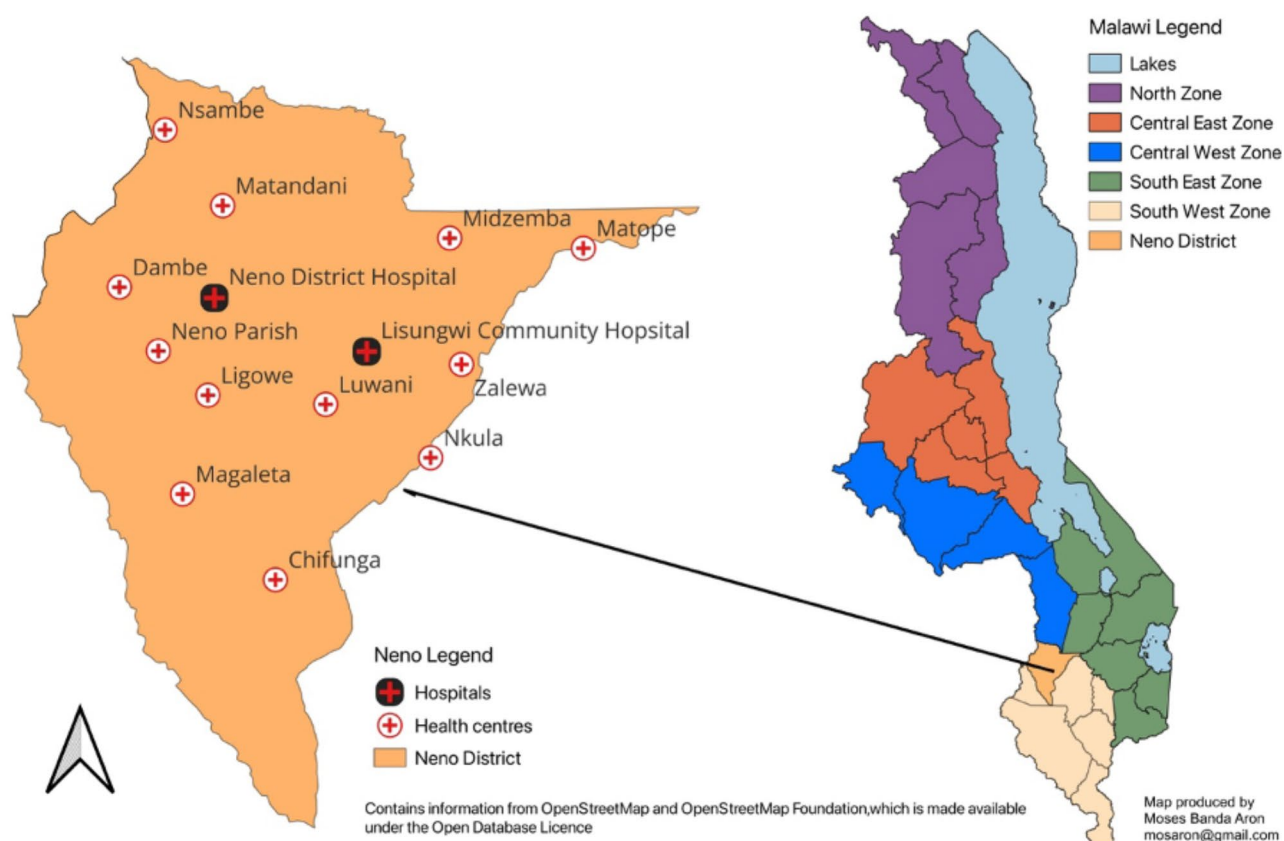 Nsambe
Matandani
Midzemba
Matope
Dambe
Neno District Hospital
Neno Parish
Lisungwi Community Hopsital
Ligowe
Luwani
Zalewa
Nkula
Magaleta
Chifunga
Neno Legend
Hospitals
Health centres
Neno District
Contains information from OpenStreetMap and OpenStreetMap Foundation,which is made available
under the Open Database Licence
Malawi Legend
Lakes
North Zone
Central East Zone
Central West Zone
South East Zone
South West Zone
Neno District
Map produced by
Moses Banda Aron
mosaron@gmail.com